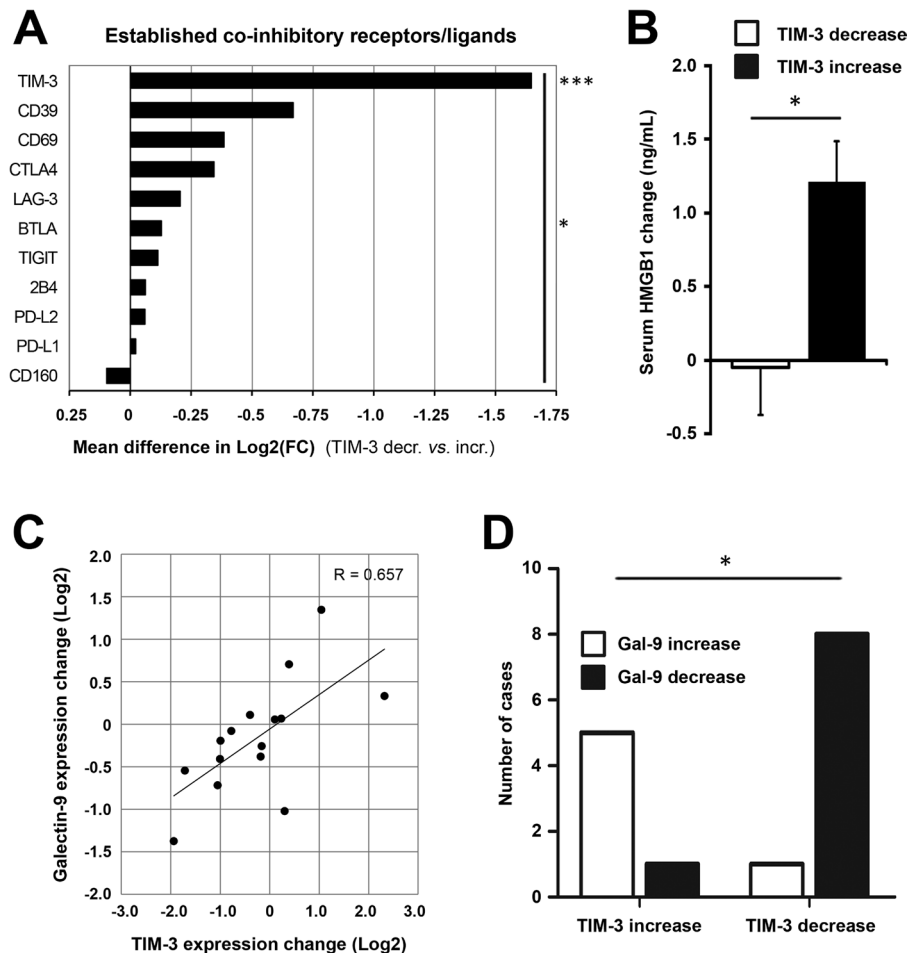 A
Established co-inhibitory receptors/ligands
TIM-3
CD39
CD69
CTLA4
LAG-3
BTLA
TIGIT
2B4
PD-L2
PD-L1
CD160
***
*
0.25 0 -0.25 -0.5 -0.75 -1.0 -1.25 -1.5 -1.75
Mean difference in Log2(FC) (TIM-3 decr. vs. incr.)
B
TIM-3 decrease
TIM-3 increase
*
Serum HMGB1 change (ng/mL)
2.0
1.5
1.0
0.5
0
-0.5
C
Galectin-9 expression change (Log2)
2.0
1.5
1.0
0.5
0
-0.5
-1.0
-1.5
-2.0
R = 0.657
-3.0 -2.0 -1.0 0 1.0 2.0 3.0
TIM-3 expression change (Log2)
D
*
Gal-9 increase
Gal-9 decrease
Number of cases
10
8
6
4
2
0
TIM-3 increase TIM-3 decrease